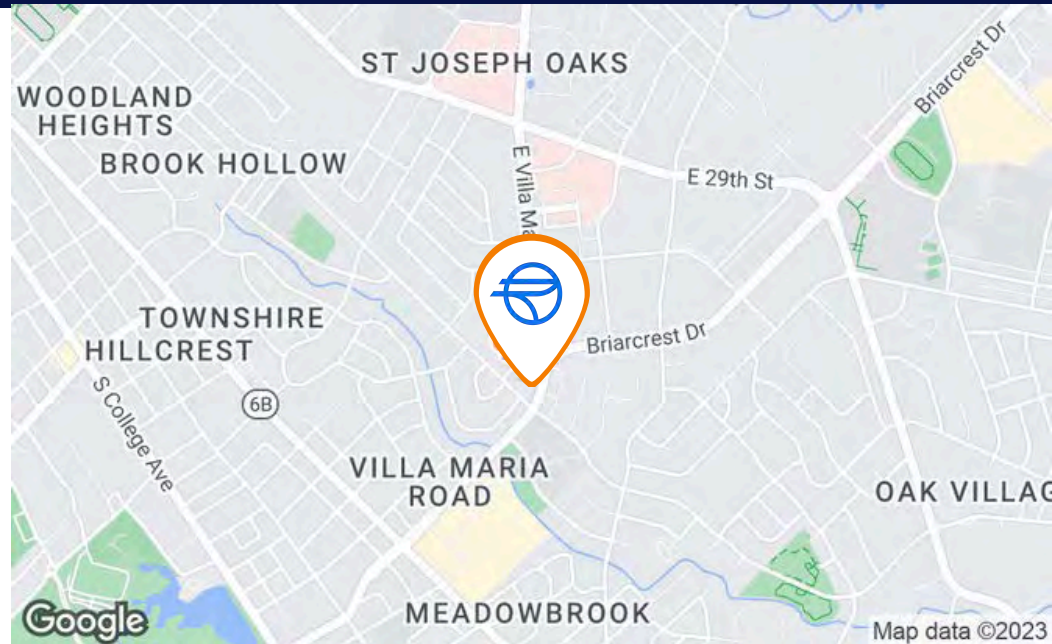 ST JOSEPH OAKS
Briarcrest Dr
WOODLAND
HEIGHTS
BROOK HOLLOW
E 29th St
E Villa Ma
TOWNSHIRE
HILLCREST
Briarcrest Dr
6B
S College Ave
VILLA MARIA
ROAD
OAK VILLAG
MEADOWBROOK
Google
Map data ©2023